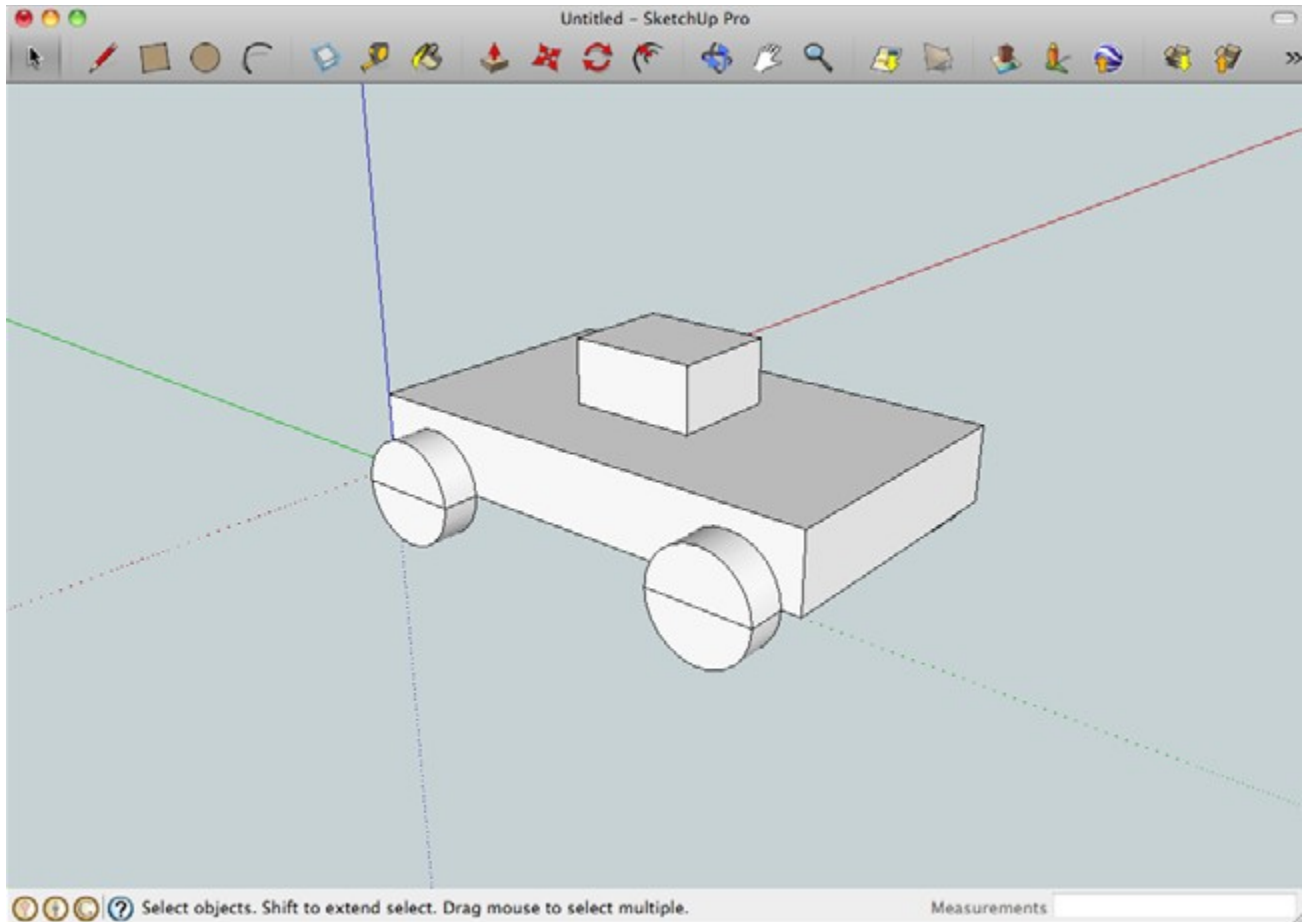 Untitled – SketchUp Pro
Select objects. Shift to extend select. Drag mouse to select multiple.
Measurements